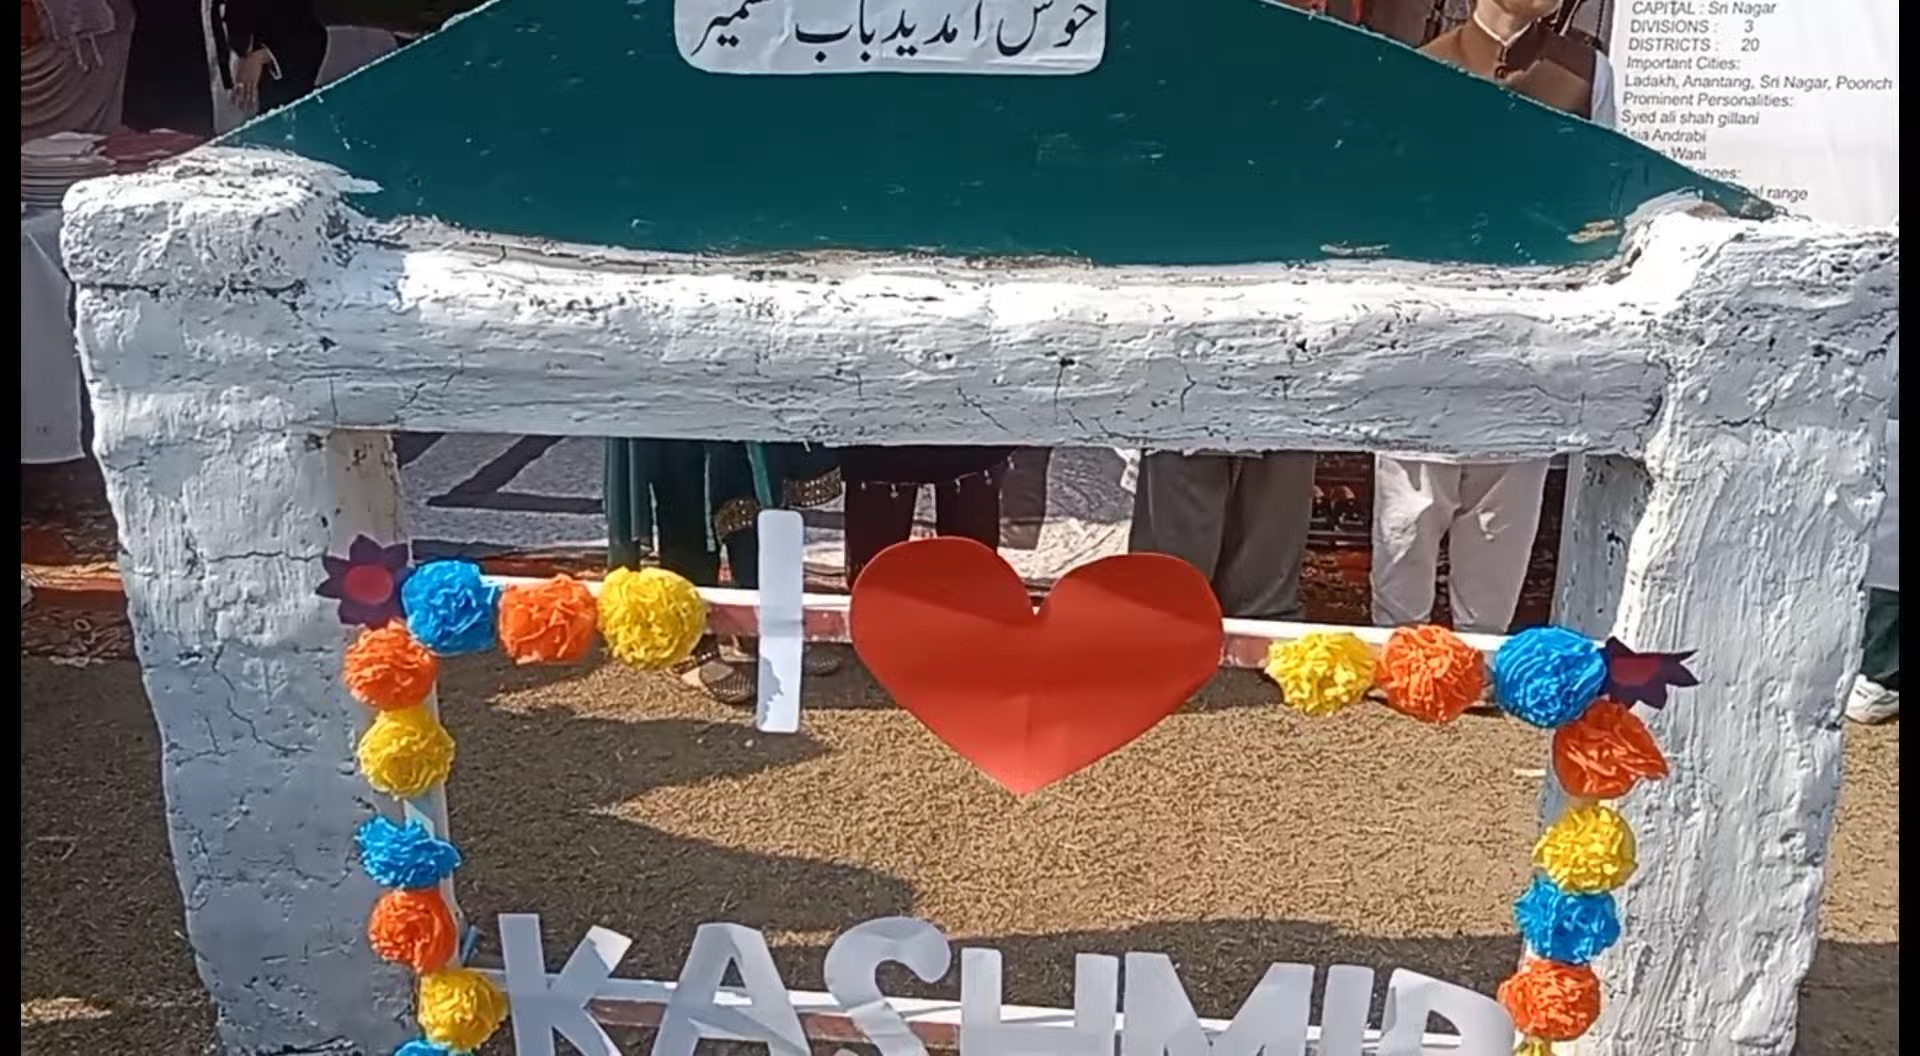 خوش آمدید باب کشمیر
CAPITAL : Sri Nagar
DIVISIONS : 3
DISTRICTS : 20
Important Cities:
Ladakh, Anantang, Sri Nagar, Poonch
Prominent Personalities:
Syed ali shah gillani
Asia Andrabi
Wani
range
I
KASHMIR